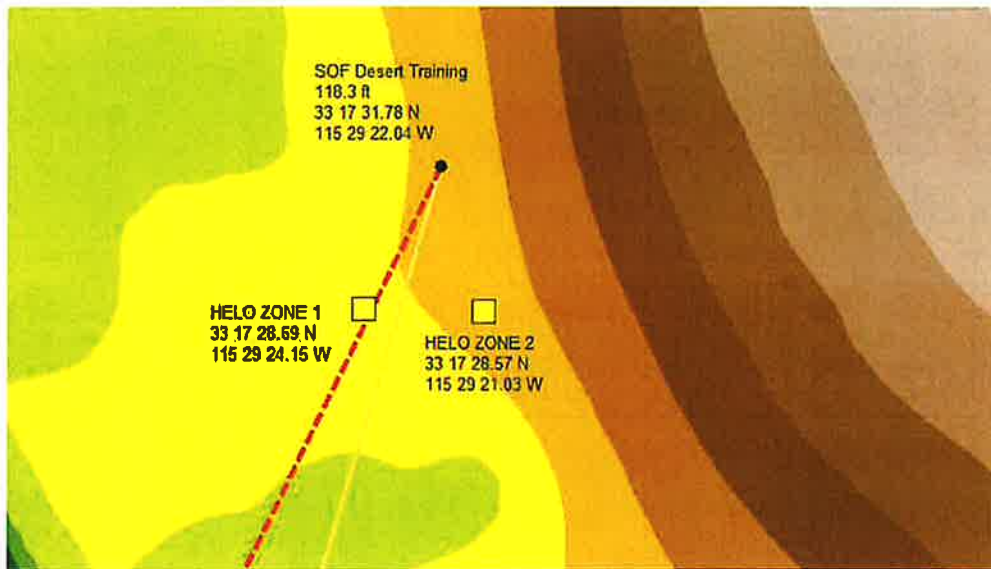 SOF Desert Training
118.3 ft
33 17 31.78 N
115 29 22.04 W
HELO ZONE 1
33 17 28.69 N
115 29 24.15 W
HELO ZONE 2
33 17 28.57 N
115 29 21.03 W